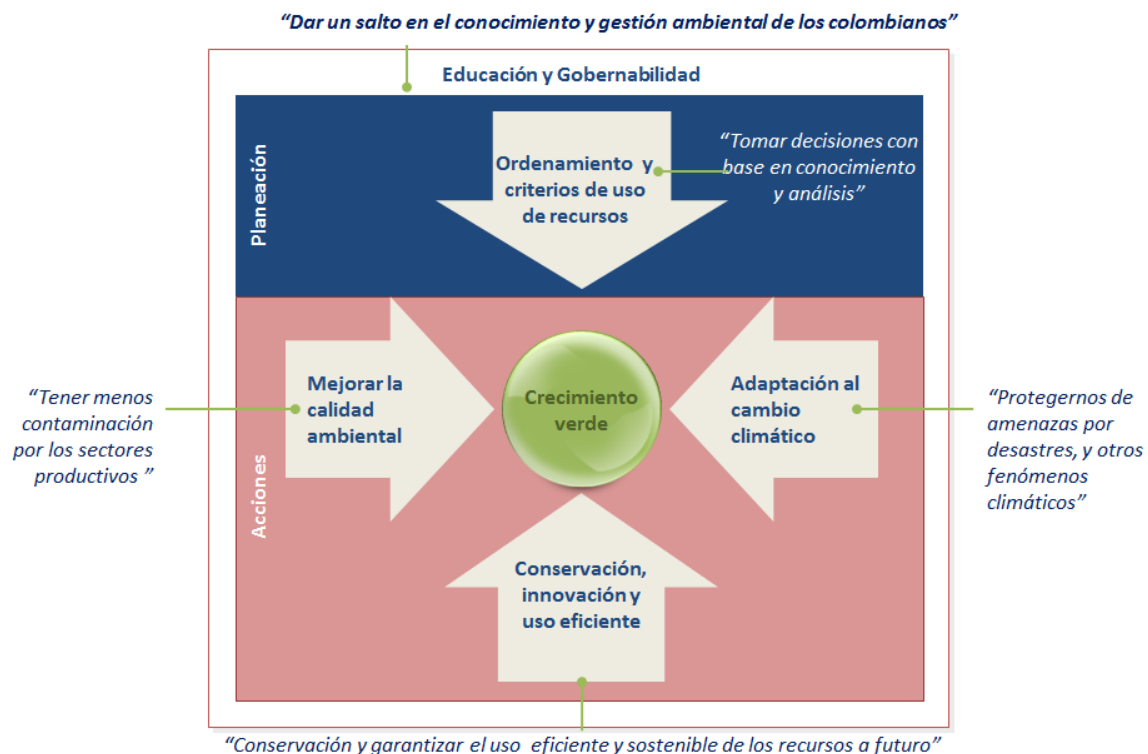 “Dar un salto en el conocimiento y gestión ambiental de los colombianos”
Educación y Gobernabilidad
Planeación
Ordenamiento y
criterios de uso
de recursos
“Tomar decisiones con
base en conocimiento
y análisis”
Acciones
Mejorar la
calidad
ambiental
Crecimiento
verde
Adaptación al
cambio
climático
“Tener menos
contaminación
por los sectores
productivos ”
“Protegernos de
amenazas por
desastres, y otros
fenómenos
climáticos”
Conservación,
innovación y
uso eficiente
“Conservación y garantizar el uso eficiente y sostenible de los recursos a futuro”